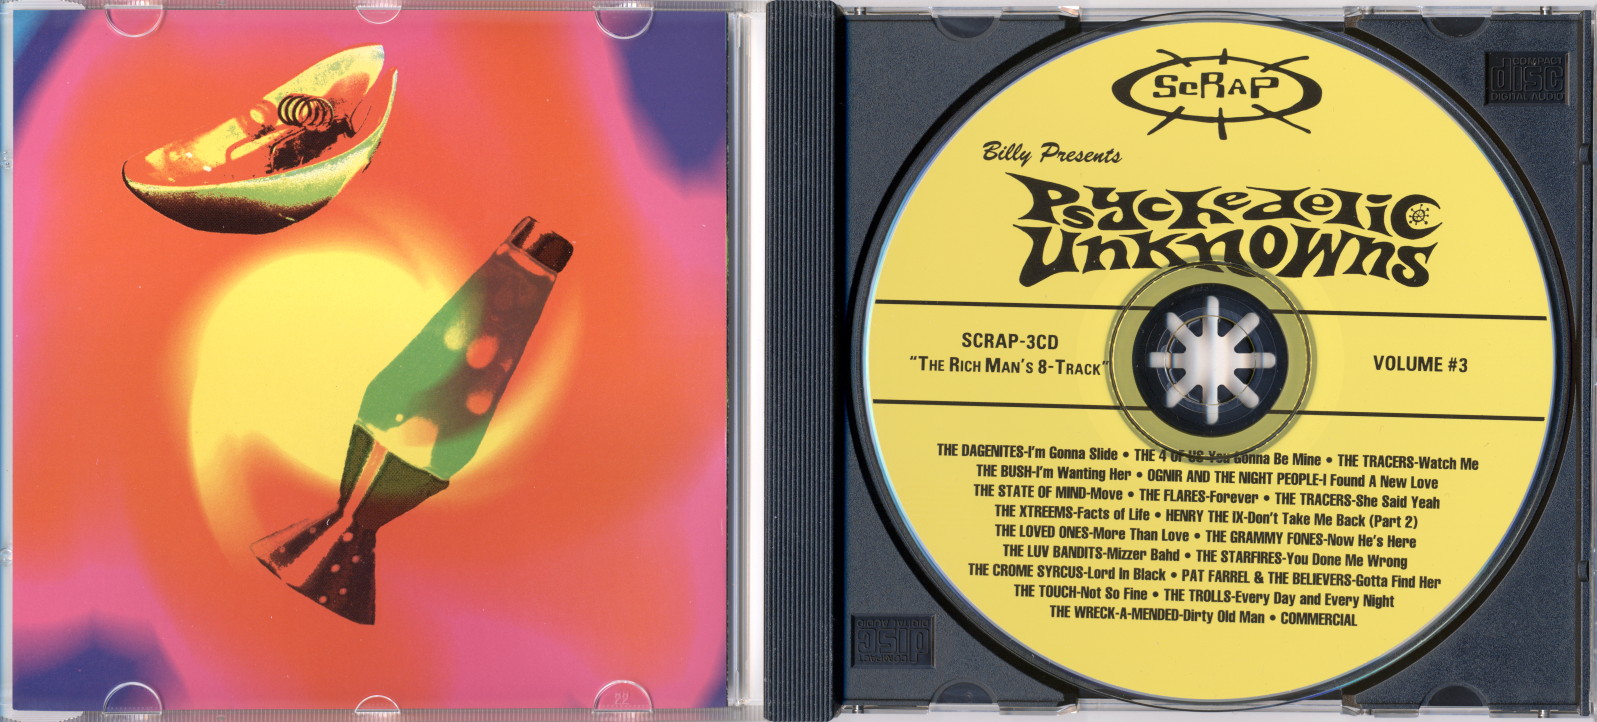 SCRAP
COMPACT
disc
DIGITAL AUDIO
Billy Presents
Psychedelic
Unknowns
SCRAP-3CD
"The Rich Man's 8-Track"
VOLUME #3
THE DAGENITES-I'm Gonna Slide • THE 4 OF US-You Gonna Be Mine • THE TRACERS-Watch Me
THE BUSH-I'm Wanting Her • OGNIR AND THE NIGHT PEOPLE-I Found A New Love
THE STATE OF MIND-Move • THE FLARES-Forever • THE TRACERS-She Said Yeah
THE XTREEMS-Facts of Life • HENRY THE IX-Don't Take Me Back (Part 2)
THE LOVED ONES-More Than Love • THE GRAMMY FONES-Now He's Here
THE LUV BANDITS-Mizzer Bahd • THE STARFIRES-You Done Me Wrong
THE CROME SYRCUS-Lord In Black • PAT FARREL & THE BELIEVERS-Gotta Find Her
THE TOUCH-Not So Fine • THE TROLLS-Every Day and Every Night
THE WRECK-A-MENDED-Dirty Old Man • COMMERCIAL
COMPACT
disc
DIGITAL AUDIO
22